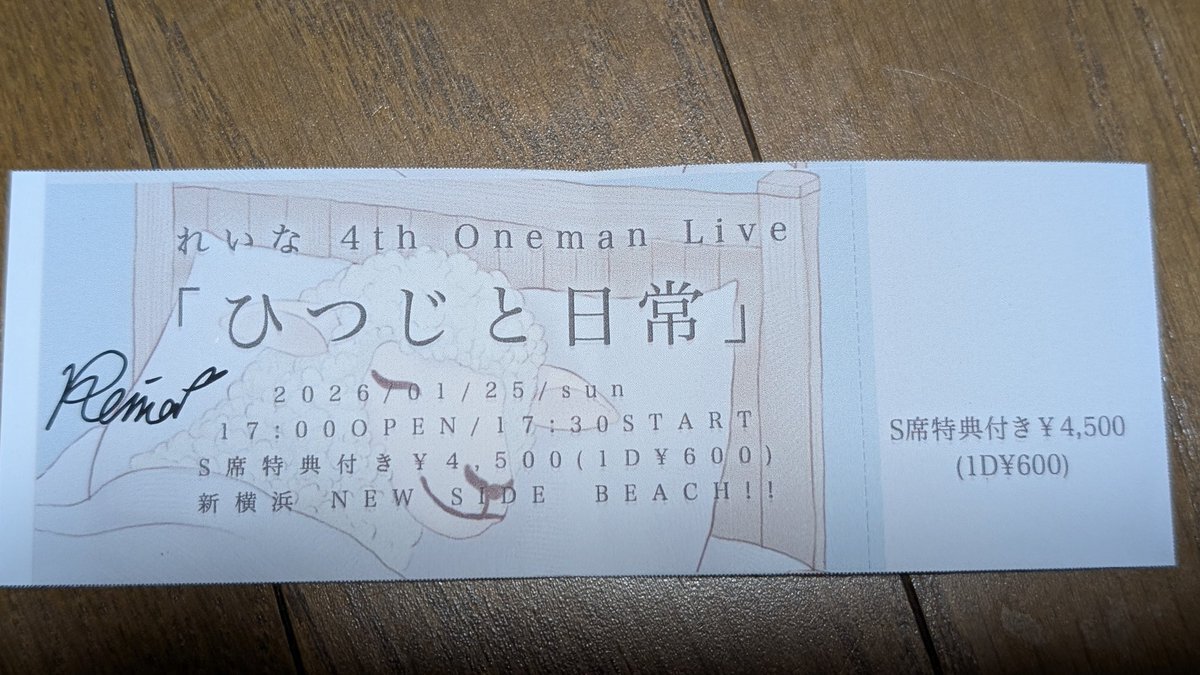 れいな 4th Oneman Live
「ひつじと日常」
2026/01/25/sun
17:00OPEN/17:30START
S席特典付き¥4,500(1D¥600)
新横浜 NEW SIDE BEACH!!
S席特典付き¥4,500
(1D¥600)